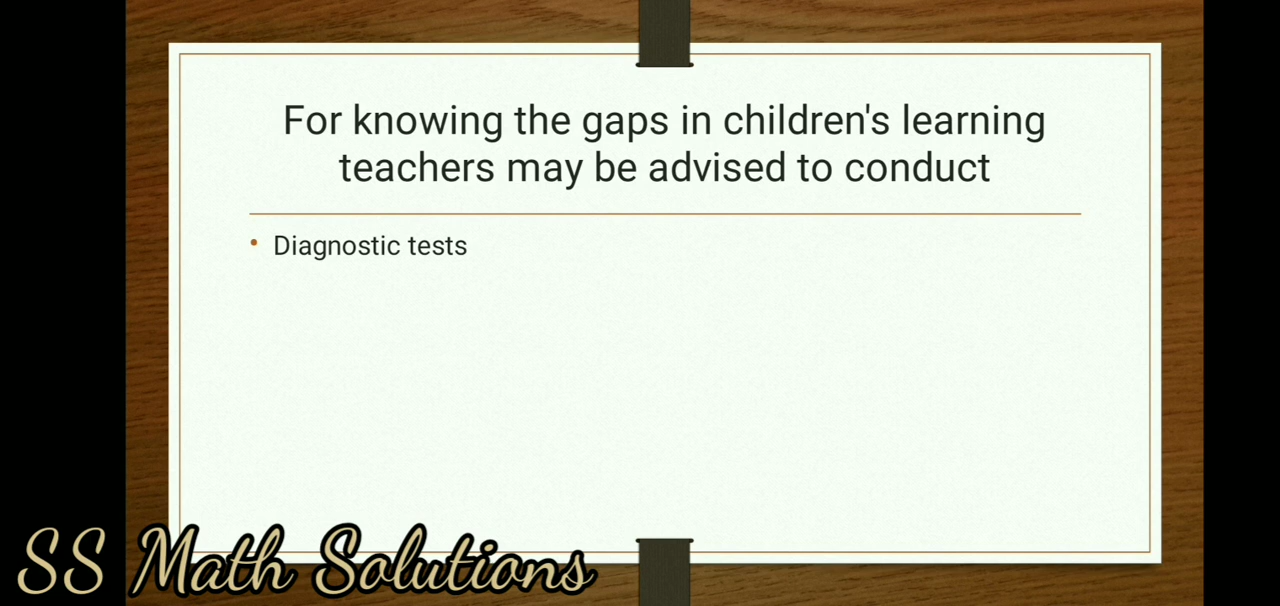 For knowing the gaps in children's learning
teachers may be advised to conduct
• Diagnostic tests
SS Math Solutions